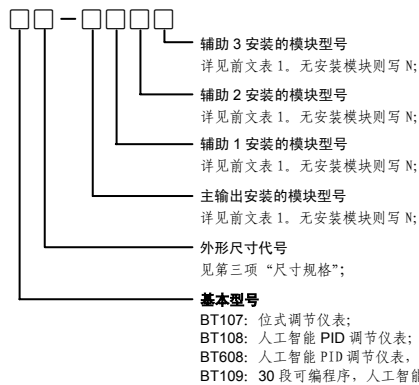 辅助 3 安装的模块型号
详见前文表 1。无安装模块则写 N;
辅助 2 安装的模块型号
详见前文表 1。无安装模块则写 N;
辅助 1 安装的模块型号
详见前文表 1。无安装模块则写 N;
主输出安装的模块型号
详见前文表 1。无安装模块则写 N;
外形尺寸代号
见第三项“尺寸规格”;
基本型号
BT107: 位式调节仪表;
BT108: 人工智能 PID 调节仪表;
BT608: 人工智能 PID 调节仪表,
BT109: 30 段可编程序, 人工智能